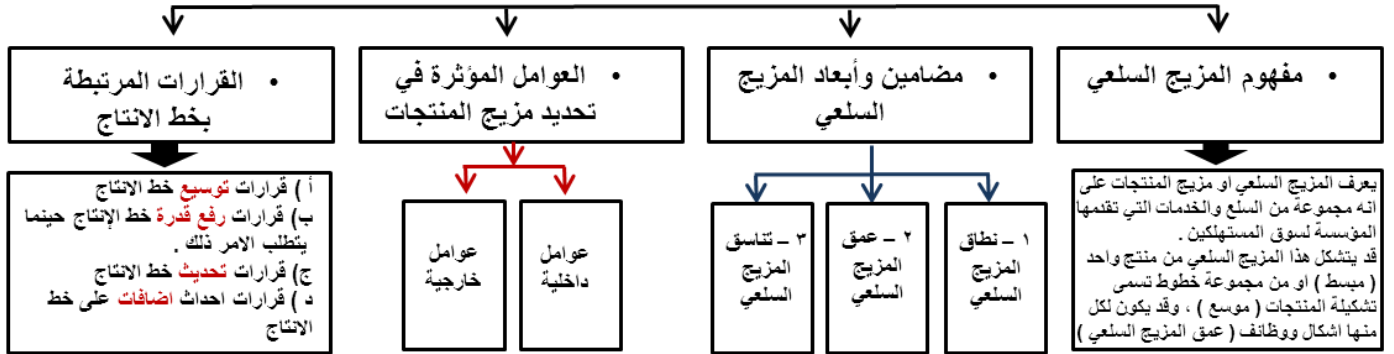 • مفهوم المزيج السلعي
• مضامين وأبعاد المزيج
السلعي
• العوامل المؤثرة في
تحديد مزيج المنتجات
• القرارات المرتبطة
بخط الانتاج
يعرف المزيج السلعي او مزيج المنتجات على
انه مجموعة من السلع والخدمات التي تقدمها
المؤسسة لسوق المستهلكين .
قد يتشكل هذا المزيج السلعي من منتج واحد
( مبسط ) او من مجموعة خطوط تسمى
تشكيلة المنتجات ( موسع ) ، وقد يكون لكل
منها اشكال ووظائف ( عمق المزيج السلعي )
١ – نطاق
المزيج
السلعي
٢ – عمق
المزيج
السلعي
٣ – تناسق
المزيج
السلعي
عوامل
داخلية
عوامل
خارجية
أ ) قرارات توسيع خط الانتاج
ب) قرارات رفع قدرة خط الإنتاج حينما
يتطلب الامر ذلك .
ج) قرارات تحديث خط الانتاج
د ) قرارات احداث اضافات على خط
الانتاج